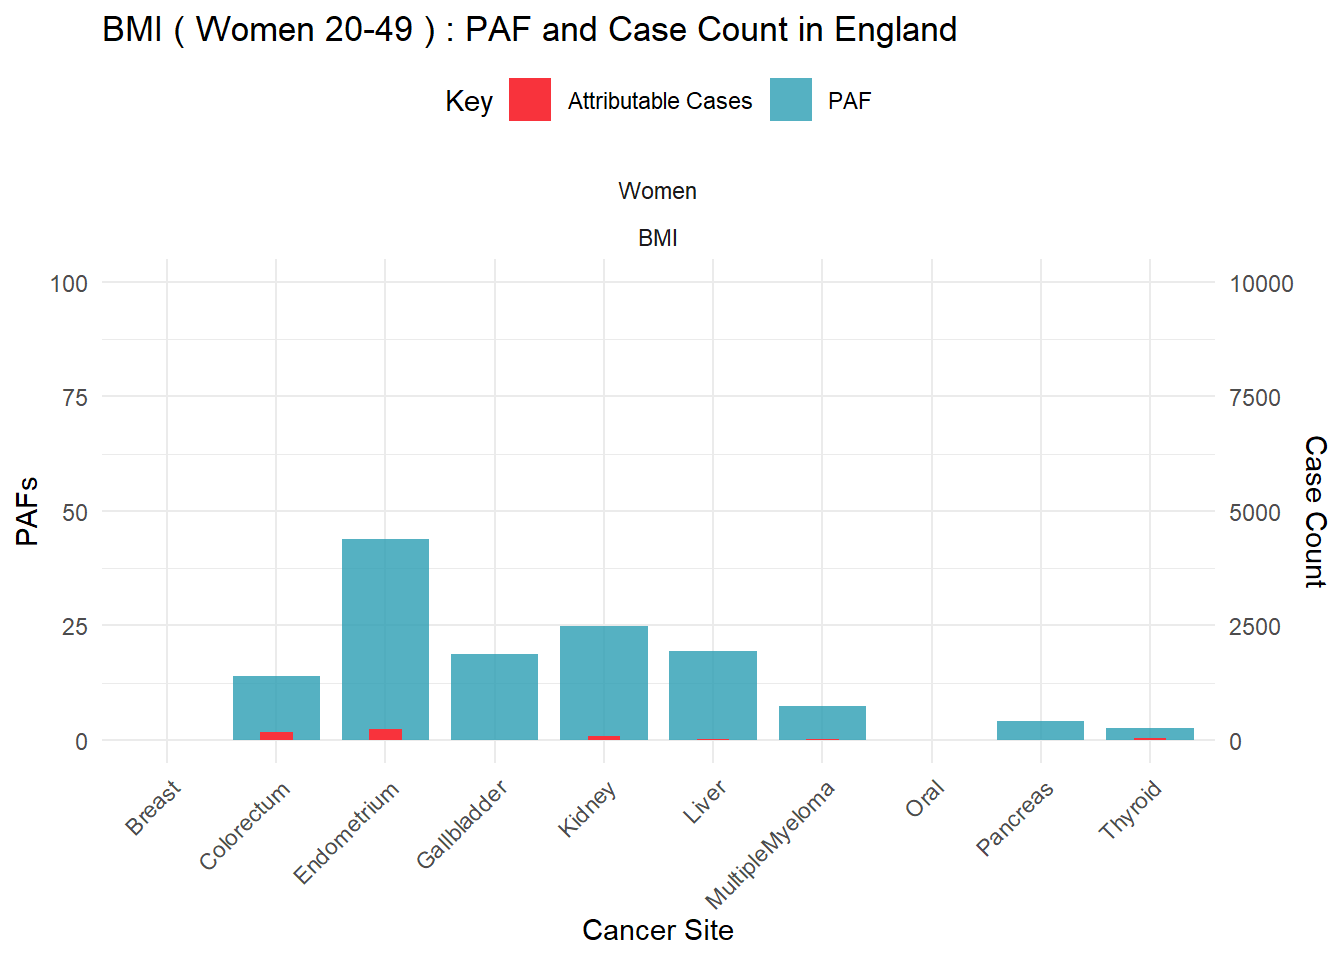 BMI ( Women 20-49 ) : PAF and Case Count in England
Key Attributable Cases PAF
Women
BMI
100
75
50
25
0
PAFs
10000
7500
5000
2500
0
Case Count
Breast
Colorectum
Endometrium
Gallbladder
Kidney
Liver
MultipleMyeloma
Oral
Pancreas
Thyroid
Cancer Site